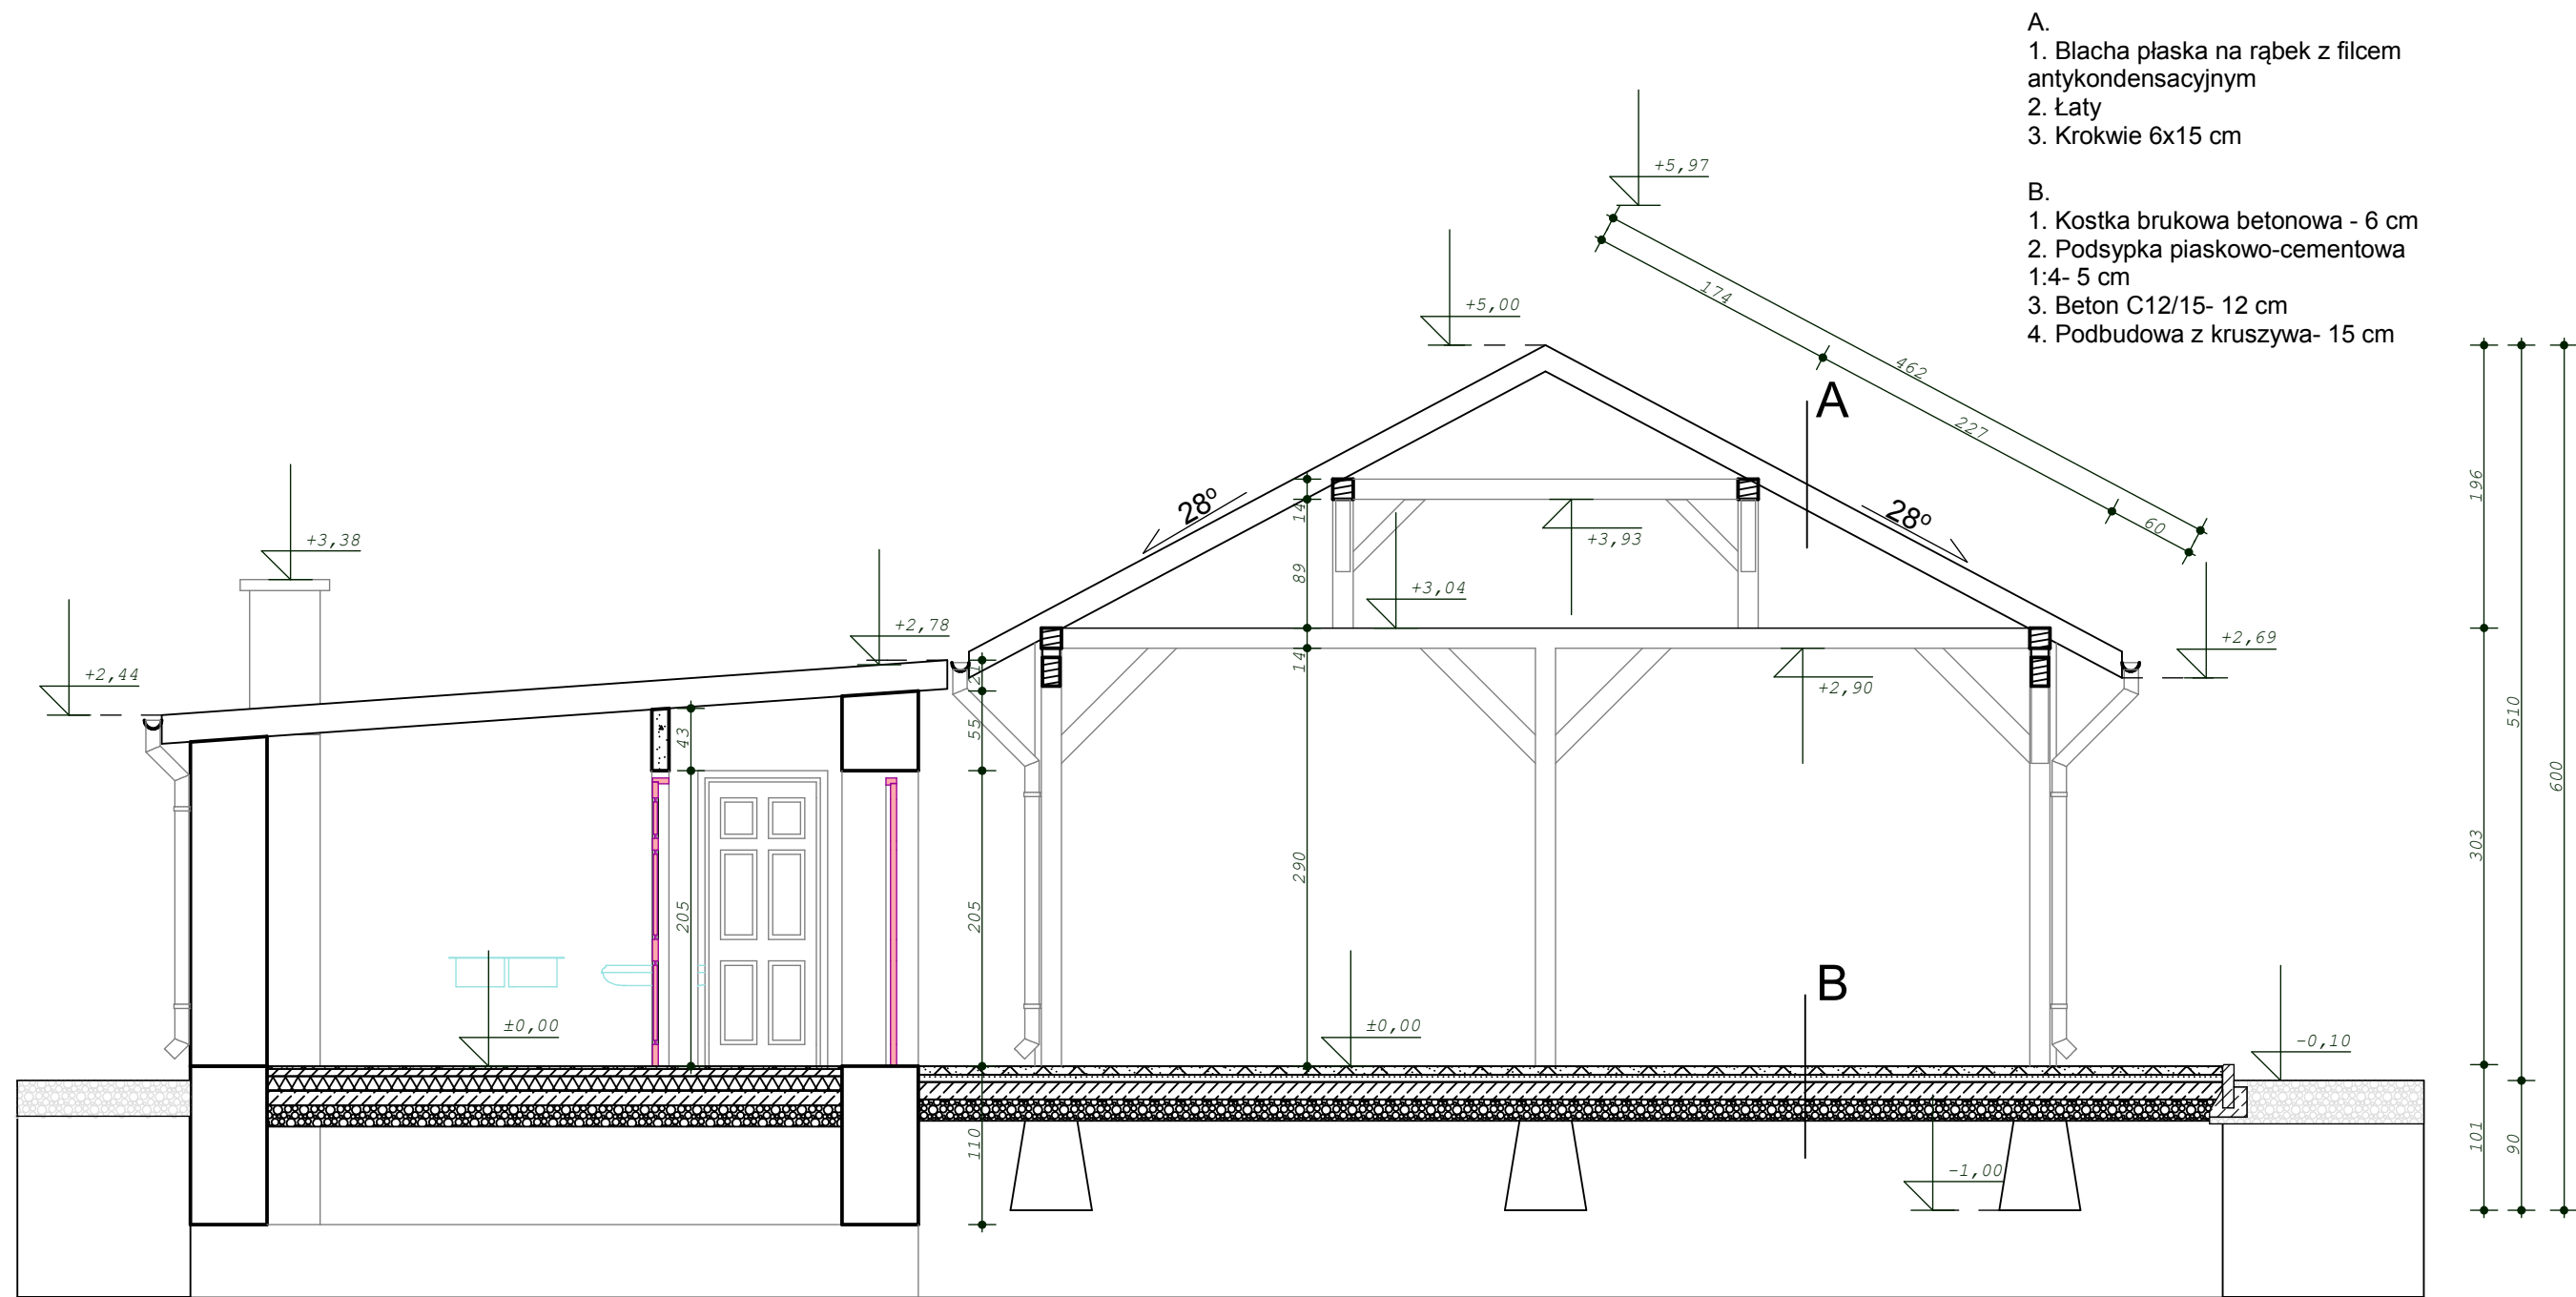 A.
1. Blacha płaska na rąbek z filcem
antykondensacyjnym
2. Łaty
3. Krokwie 6x15 cm
B.
1. Kostka brukowa betonowa - 6 cm
2. Podsypka piaskowo-cementowa
1:4- 5 cm
3. Beton C12/15- 12 cm
4. Podbudowa z kruszywa- 15 cm
+5,97
+5,00
174
462
227
60
A
28º
28º
196
510
600
303
101
90
+3,38
+2,44
+2,78
14
89
+3,93
+3,04
14
+2,90
+2,69
43
55
205
205
290
B
±0,00
±0,00
-0,10
110
-1,00